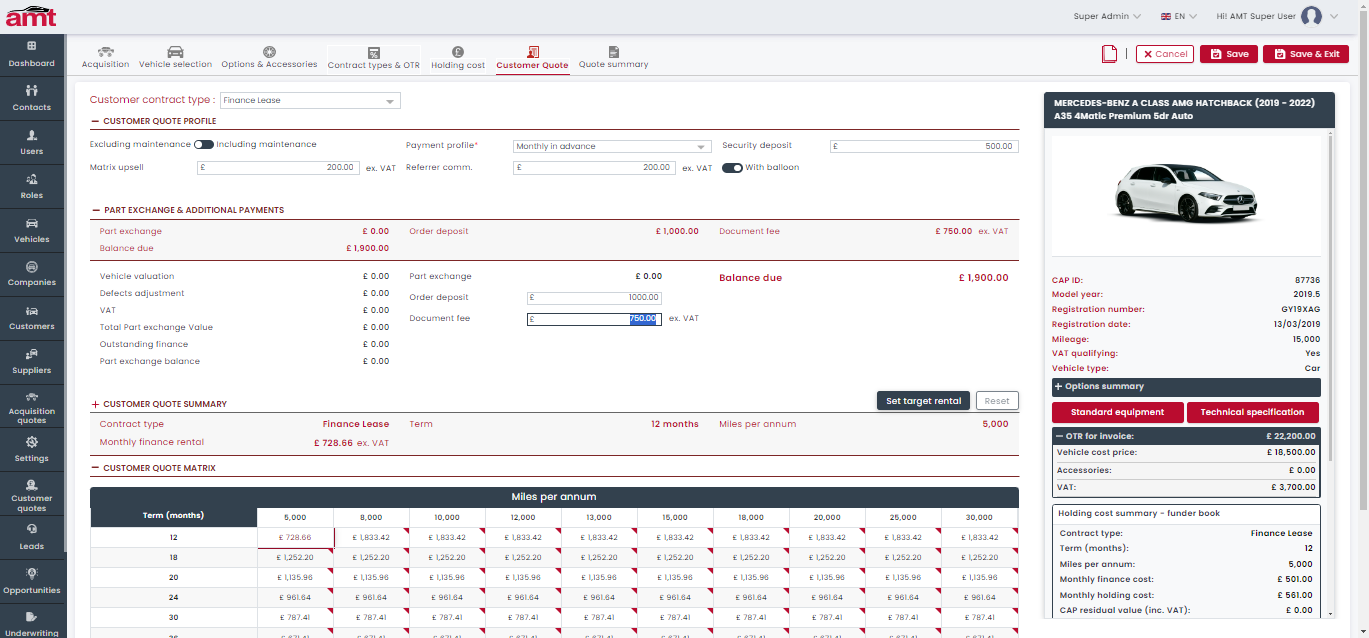 amt
Super Admin EN Hi! AMT Super User
Dashboard
Contacts
Users
Roles
Vehicles
Companies
Customers
Suppliers
Acquisition
quotes
Settings
Customer
quotes
Leads
Opportunities
Underwriting
Acquisition Vehicle selection Options & Accessories Contract types & OTR Holding cost Customer Quote Quote summary
Cancel Save Save & Exit
Customer contract type : Finance Lease
CUSTOMER QUOTE PROFILE
Excluding maintenance Including maintenance Payment profile* Monthly in advance Security deposit £ 500.00
Matrix upsell £ 200.00 ex. VAT Referrer comm. £ 200.00 ex. VAT With balloon
PART EXCHANGE & ADDITIONAL PAYMENTS
Part exchange £ 0.00 Order deposit £ 1,000.00 Document fee £ 750.00 ex. VAT
Balance due £ 1,900.00
Vehicle valuation £ 0.00 Part exchange £ 0.00 Balance due £ 1,900.00
Defects adjustment £ 0.00 Order deposit £ 1000.00
VAT £ 0.00 Document fee £ 750.00 ex. VAT
Total Part exchange Value £ 0.00
Outstanding finance £ 0.00
Part exchange balance £ 0.00
CUSTOMER QUOTE SUMMARY Set target rental Reset
Contract type Finance Lease Term 12 months Miles per annum 5,000
Monthly finance rental £ 728.66 ex. VAT
CUSTOMER QUOTE MATRIX
Miles per annum
Term (months) 5,000 8,000 10,000 12,000 13,000 15,000 18,000 20,000 25,000 30,000
12 £ 728.66 £ 1,833.42 £ 1,833.42 £ 1,833.42 £ 1,833.42 £ 1,833.42 £ 1,833.42 £ 1,833.42 £ 1,833.42 £ 1,833.42
18 £ 1,252.20 £ 1,252.20 £ 1,252.20 £ 1,252.20 £ 1,252.20 £ 1,252.20 £ 1,252.20 £ 1,252.20 £ 1,252.20 £ 1,252.20
20 £ 1,135.96 £ 1,135.96 £ 1,135.96 £ 1,135.96 £ 1,135.96 £ 1,135.96 £ 1,135.96 £ 1,135.96 £ 1,135.96 £ 1,135.96
24 £ 961.64 £ 961.64 £ 961.64 £ 961.64 £ 961.64 £ 961.64 £ 961.64 £ 961.64 £ 961.64 £ 961.64
30 £ 787.41 £ 787.41 £ 787.41 £ 787.41 £ 787.41 £ 787.41 £ 787.41 £ 787.41 £ 787.41 £ 787.41
MERCEDES-BENZ A CLASS AMG HATCHBACK (2019 - 2022)
A35 4Matic Premium 5dr Auto
CAP ID: 87736
Model year: 2019.5
Registration number: GY19XAG
Registration date: 13/03/2019
Mileage: 15,000
VAT qualifying: Yes
Vehicle type: Car
Options summary
Standard equipment Technical specification
OTR for invoice: £ 22,200.00
Vehicle cost price: £ 18,500.00
Accessories: £ 0.00
VAT: £ 3,700.00
Holding cost summary - funder book
Contract type: Finance Lease
Term (months): 12
Miles per annum: 5,000
Monthly finance cost: £ 501.00
Monthly holding cost: £ 561.00
CAP residual value (inc. VAT): £ 0.00